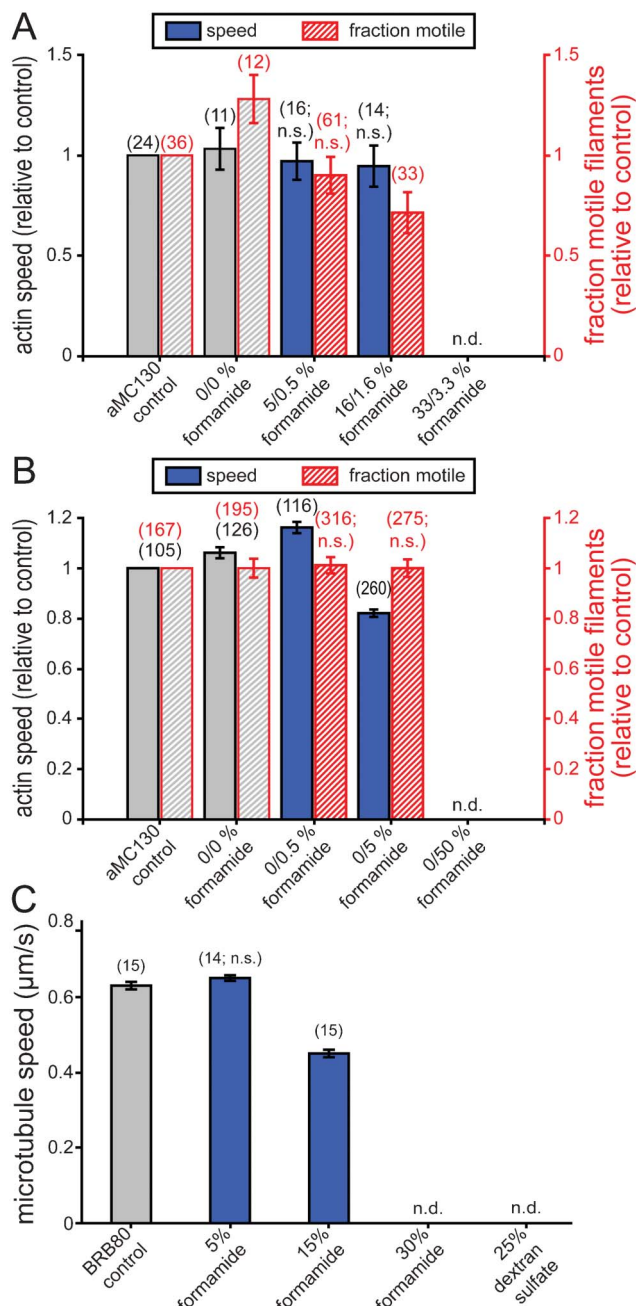 A
speed
fraction motile
actin speed (relative to control)
1.5
1
0.5
0
(24)
(36)
(11)
(12)
(16;
n.s.)
(61;
n.s.)
(14; n.s.)
(33)
n.d.
1.5
1
0.5
0
fraction motile filaments
(relative to control)
aMC130
control
0/0 %
formamide
5/0.5 %
formamide
16/1.6 %
formamide
33/3.3 %
formamide
B
speed
fraction motile
actin speed (relative to control)
1.2
1
0.8
0.6
0.4
0.2
0
(167)
(105)
(195)
(126)
(116)
(316;
n.s.)
(260)
(275;
n.s.)
n.d.
1.2
1
0.8
0.6
0.4
0.2
0
fraction motile filaments
(relative to control)
aMC130
control
0/0 %
formamide
0/0.5 %
formamide
0/5 %
formamide
0/50 %
formamide
C
microtubule speed (µm/s)
0.8
0.6
0.4
0.2
0
(15)
(14; n.s.)
(15)
n.d.
n.d.
BRB80
control
5%
formamide
15%
formamide
30%
formamide
25%
dextran
sulfate